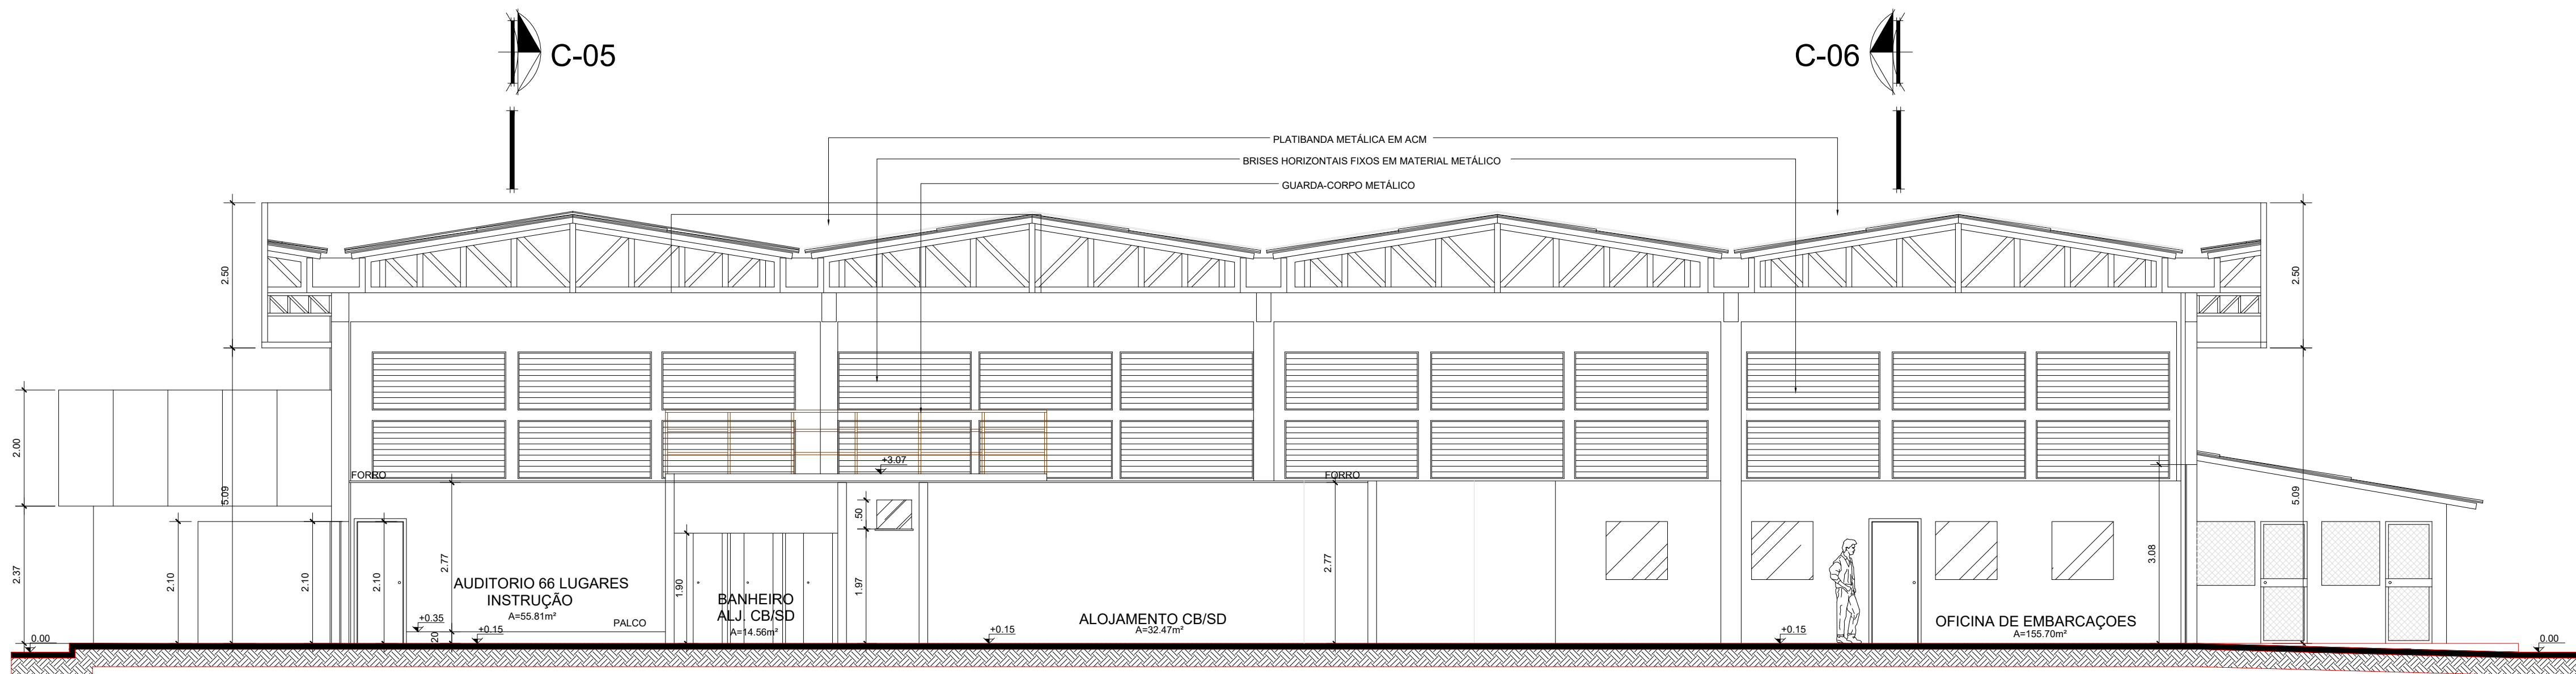 C-05
C-06
PLATIBANDA METÁLICA EM ACM
BRISES HORIZONTAIS FIXOS EM MATERIAL METÁLICO
GUARDA-CORPO METÁLICO
2.50
2.50
2.00
5.09
5.09
2.37
2.10
2.10
2.10
FORRO
2.77
+3.07
.50
FORRO
2.77
3.08
1.90
1.97
AUDITORIO 66 LUGARES
INSTRUÇÃO
A=55.81m²
BANHEIRO
ALJ. CB/SD
A=14.56m²
ALOJAMENTO CB/SD
A=32.47m²
OFICINA DE EMBARCAÇOES
A=155.70m²
+0.35
PALCO
.20
+0.15
+0.15
+0.15
0.00
0.00